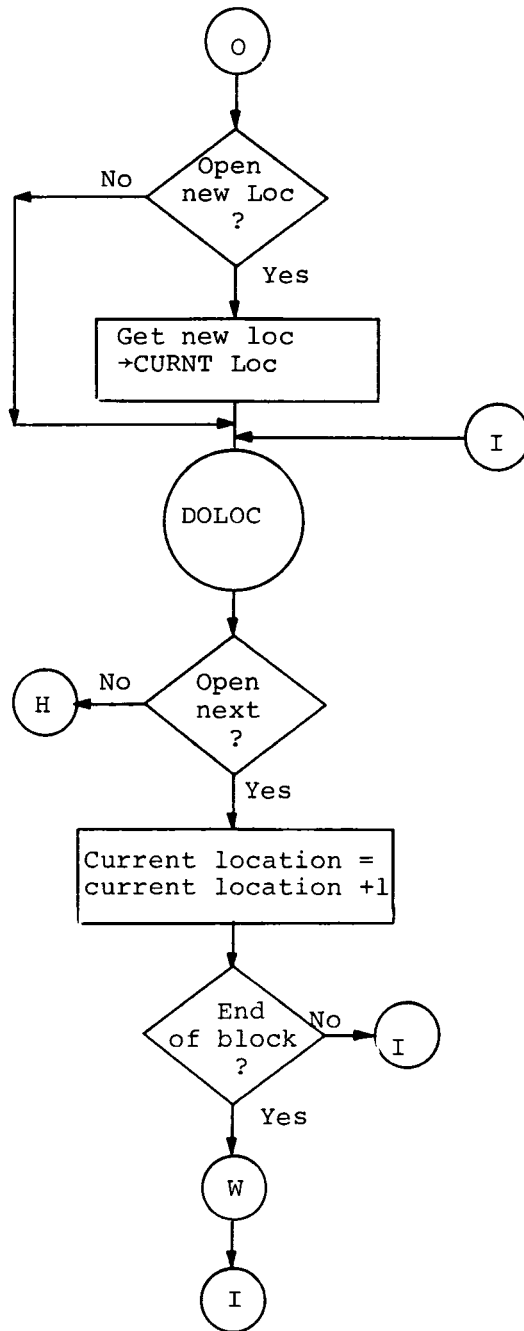 O
Open
new Loc
?
No
Yes
Get new loc
→CURNT Loc
I
DOLOC
Open
next
?
No
H
Yes
Current location =
current location +1
End
of block
?
No
I
Yes
W
I